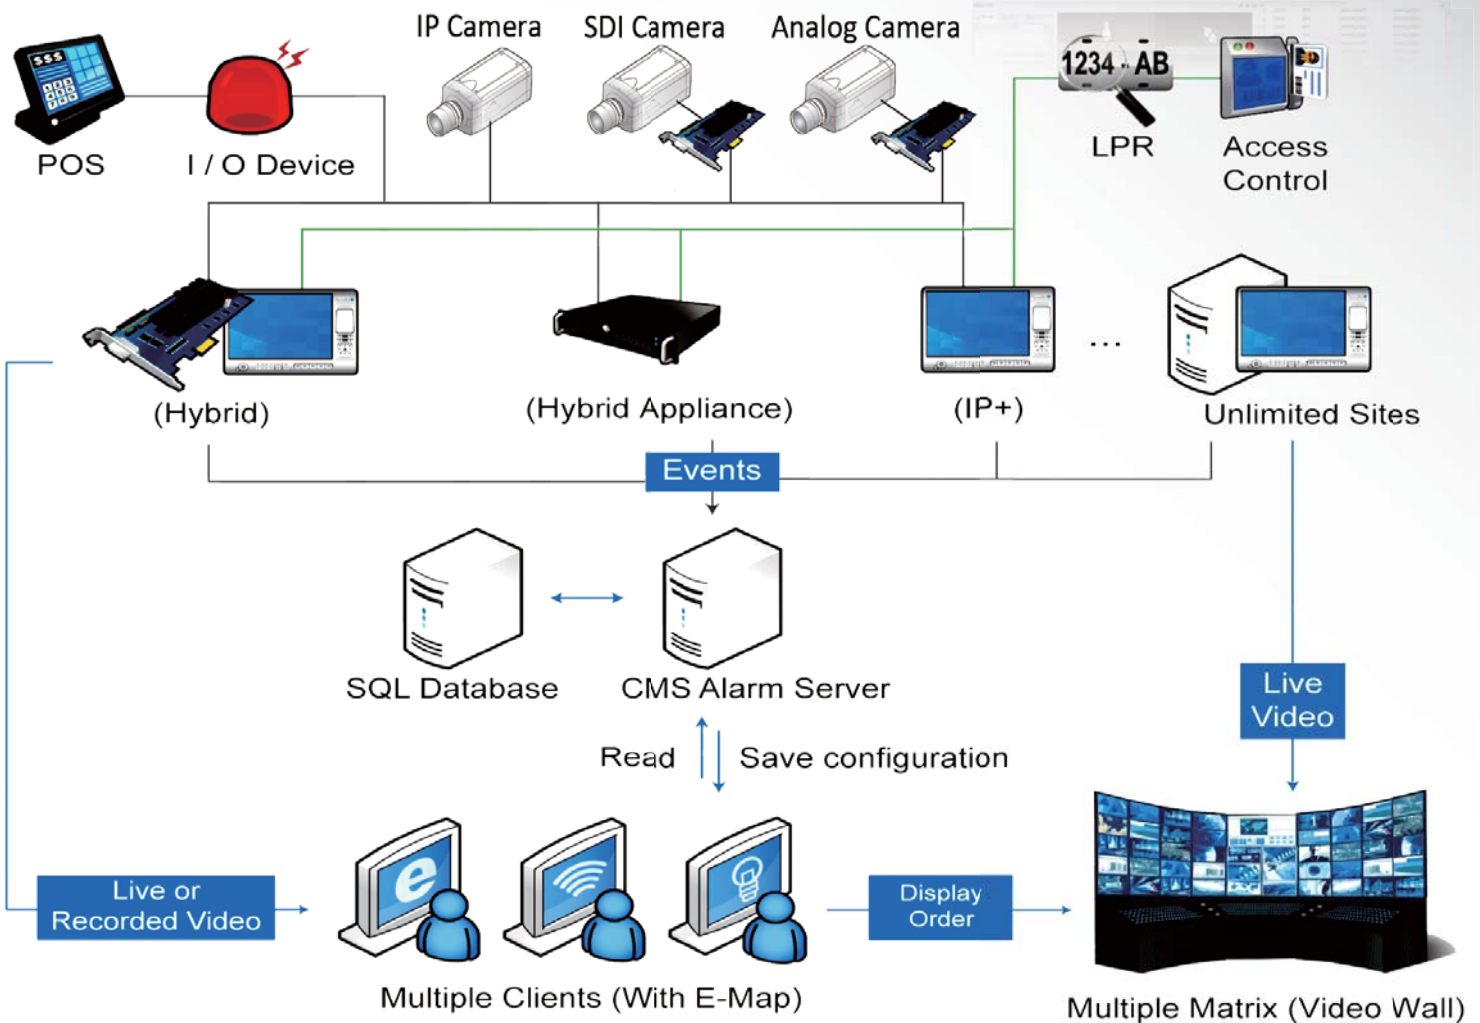 IP Camera
SDI Camera
Analog Camera
$$$
1234 AB
POS
I / O Device
LPR
Access
Control
(Hybrid)
(Hybrid Appliance)
(IP+)
...
Unlimited Sites
Events
SQL Database
CMS Alarm Server
Live
Video
Read
Save configuration
Live or
Recorded Video
e
Display
Order
Multiple Clients (With E-Map)
Multiple Matrix (Video Wall)